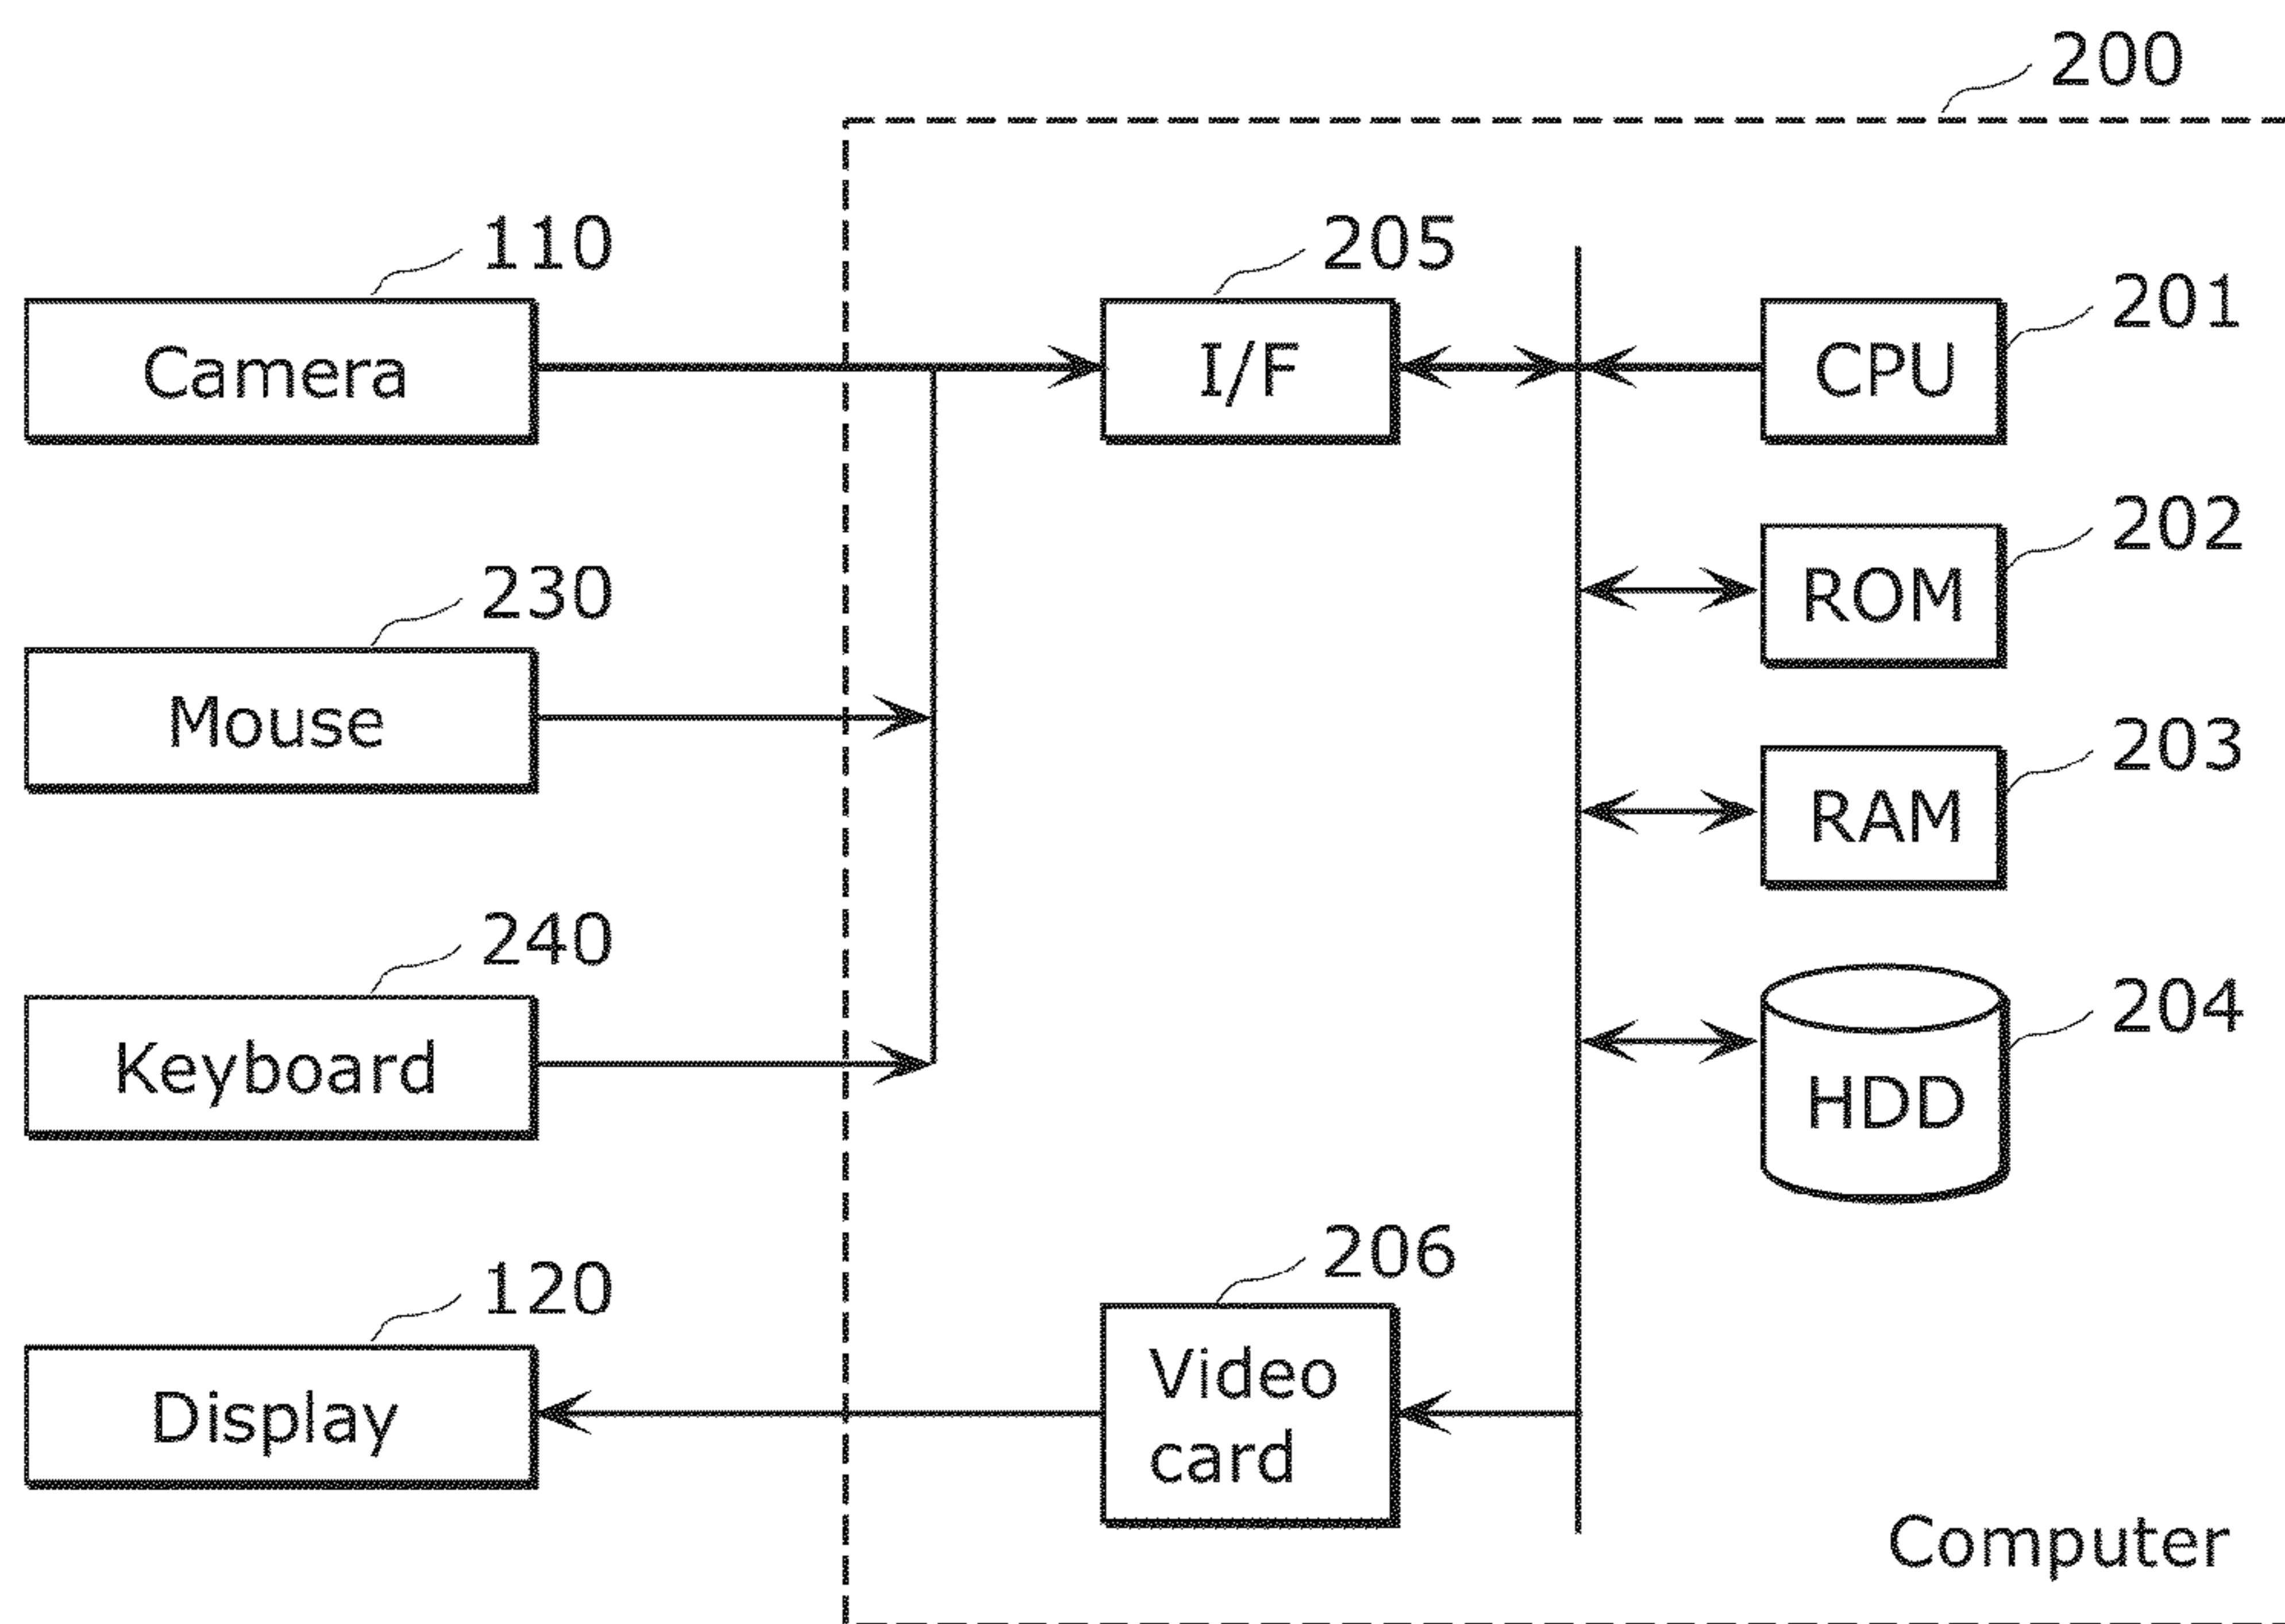 200
110
205
201
Camera
I/F
CPU
202
230
ROM
Mouse
203
RAM
240
204
Keyboard
HDD
206
120
Video
card
Display
Computer